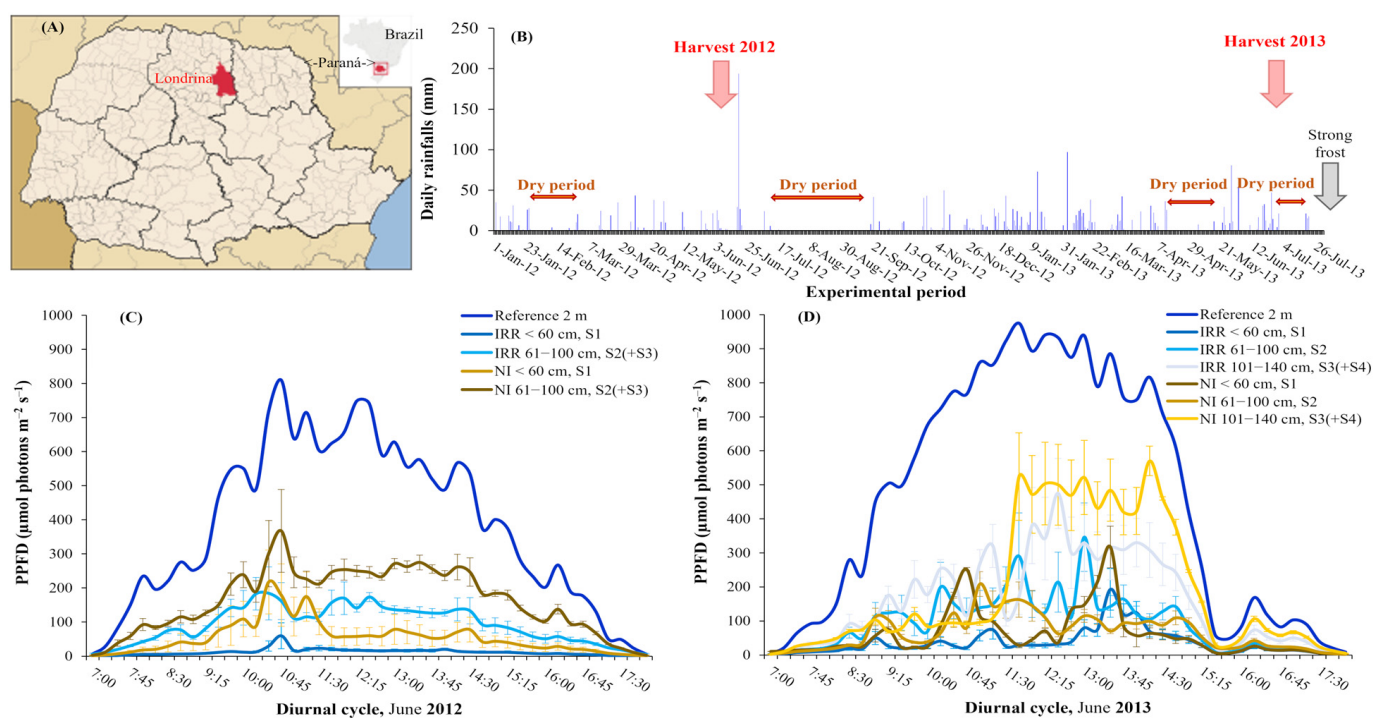 (A)
Brazil
<-Paraná->
Londrina
(B)
Daily rainfalls (mm)
250
200
150
100
50
0
Harvest 2012
Harvest 2013
Strong
frost
Dry period
Dry period
Dry period
Dry period
1-Jan-12
23-Jan-12
14-Feb-12
7-Mar-12
29-Mar-12
20-Apr-12
12-May-12
3-Jun-12
25-Jun-12
17-Jul-12
8-Aug-12
30-Aug-12
21-Sep-12
13-Oct-12
4-Nov-12
26-Nov-12
18-Dec-12
9-Jan-13
31-Jan-13
22-Feb-13
16-Mar-13
7-Apr-13
29-Apr-13
21-May-13
12-Jun-13
4-Jul-13
26-Jul-13
Experimental period
(C)
PPFD (µmol photons m⁻² s⁻¹)
1000
900
800
700
600
500
400
300
200
100
0
Reference 2 m
IRR < 60 cm, S1
IRR 61−100 cm, S2(+S3)
NI < 60 cm, S1
NI 61−100 cm, S2(+S3)
7:00
7:45
8:30
9:15
10:00
10:45
11:30
12:15
13:00
13:45
14:30
15:15
16:00
16:45
17:30
Diurnal cycle, June 2012
(D)
PPFD (µmol photons m⁻² s⁻¹)
1000
900
800
700
600
500
400
300
200
100
0
Reference 2 m
IRR < 60 cm, S1
IRR 61−100 cm, S2
IRR 101−140 cm, S3(+S4)
NI < 60 cm, S1
NI 61−100 cm, S2
NI 101−140 cm, S3(+S4)
7:00
7:45
8:30
9:15
10:00
10:45
11:30
12:15
13:00
13:45
14:30
15:15
16:00
16:45
17:30
Diurnal cycle, June 2013